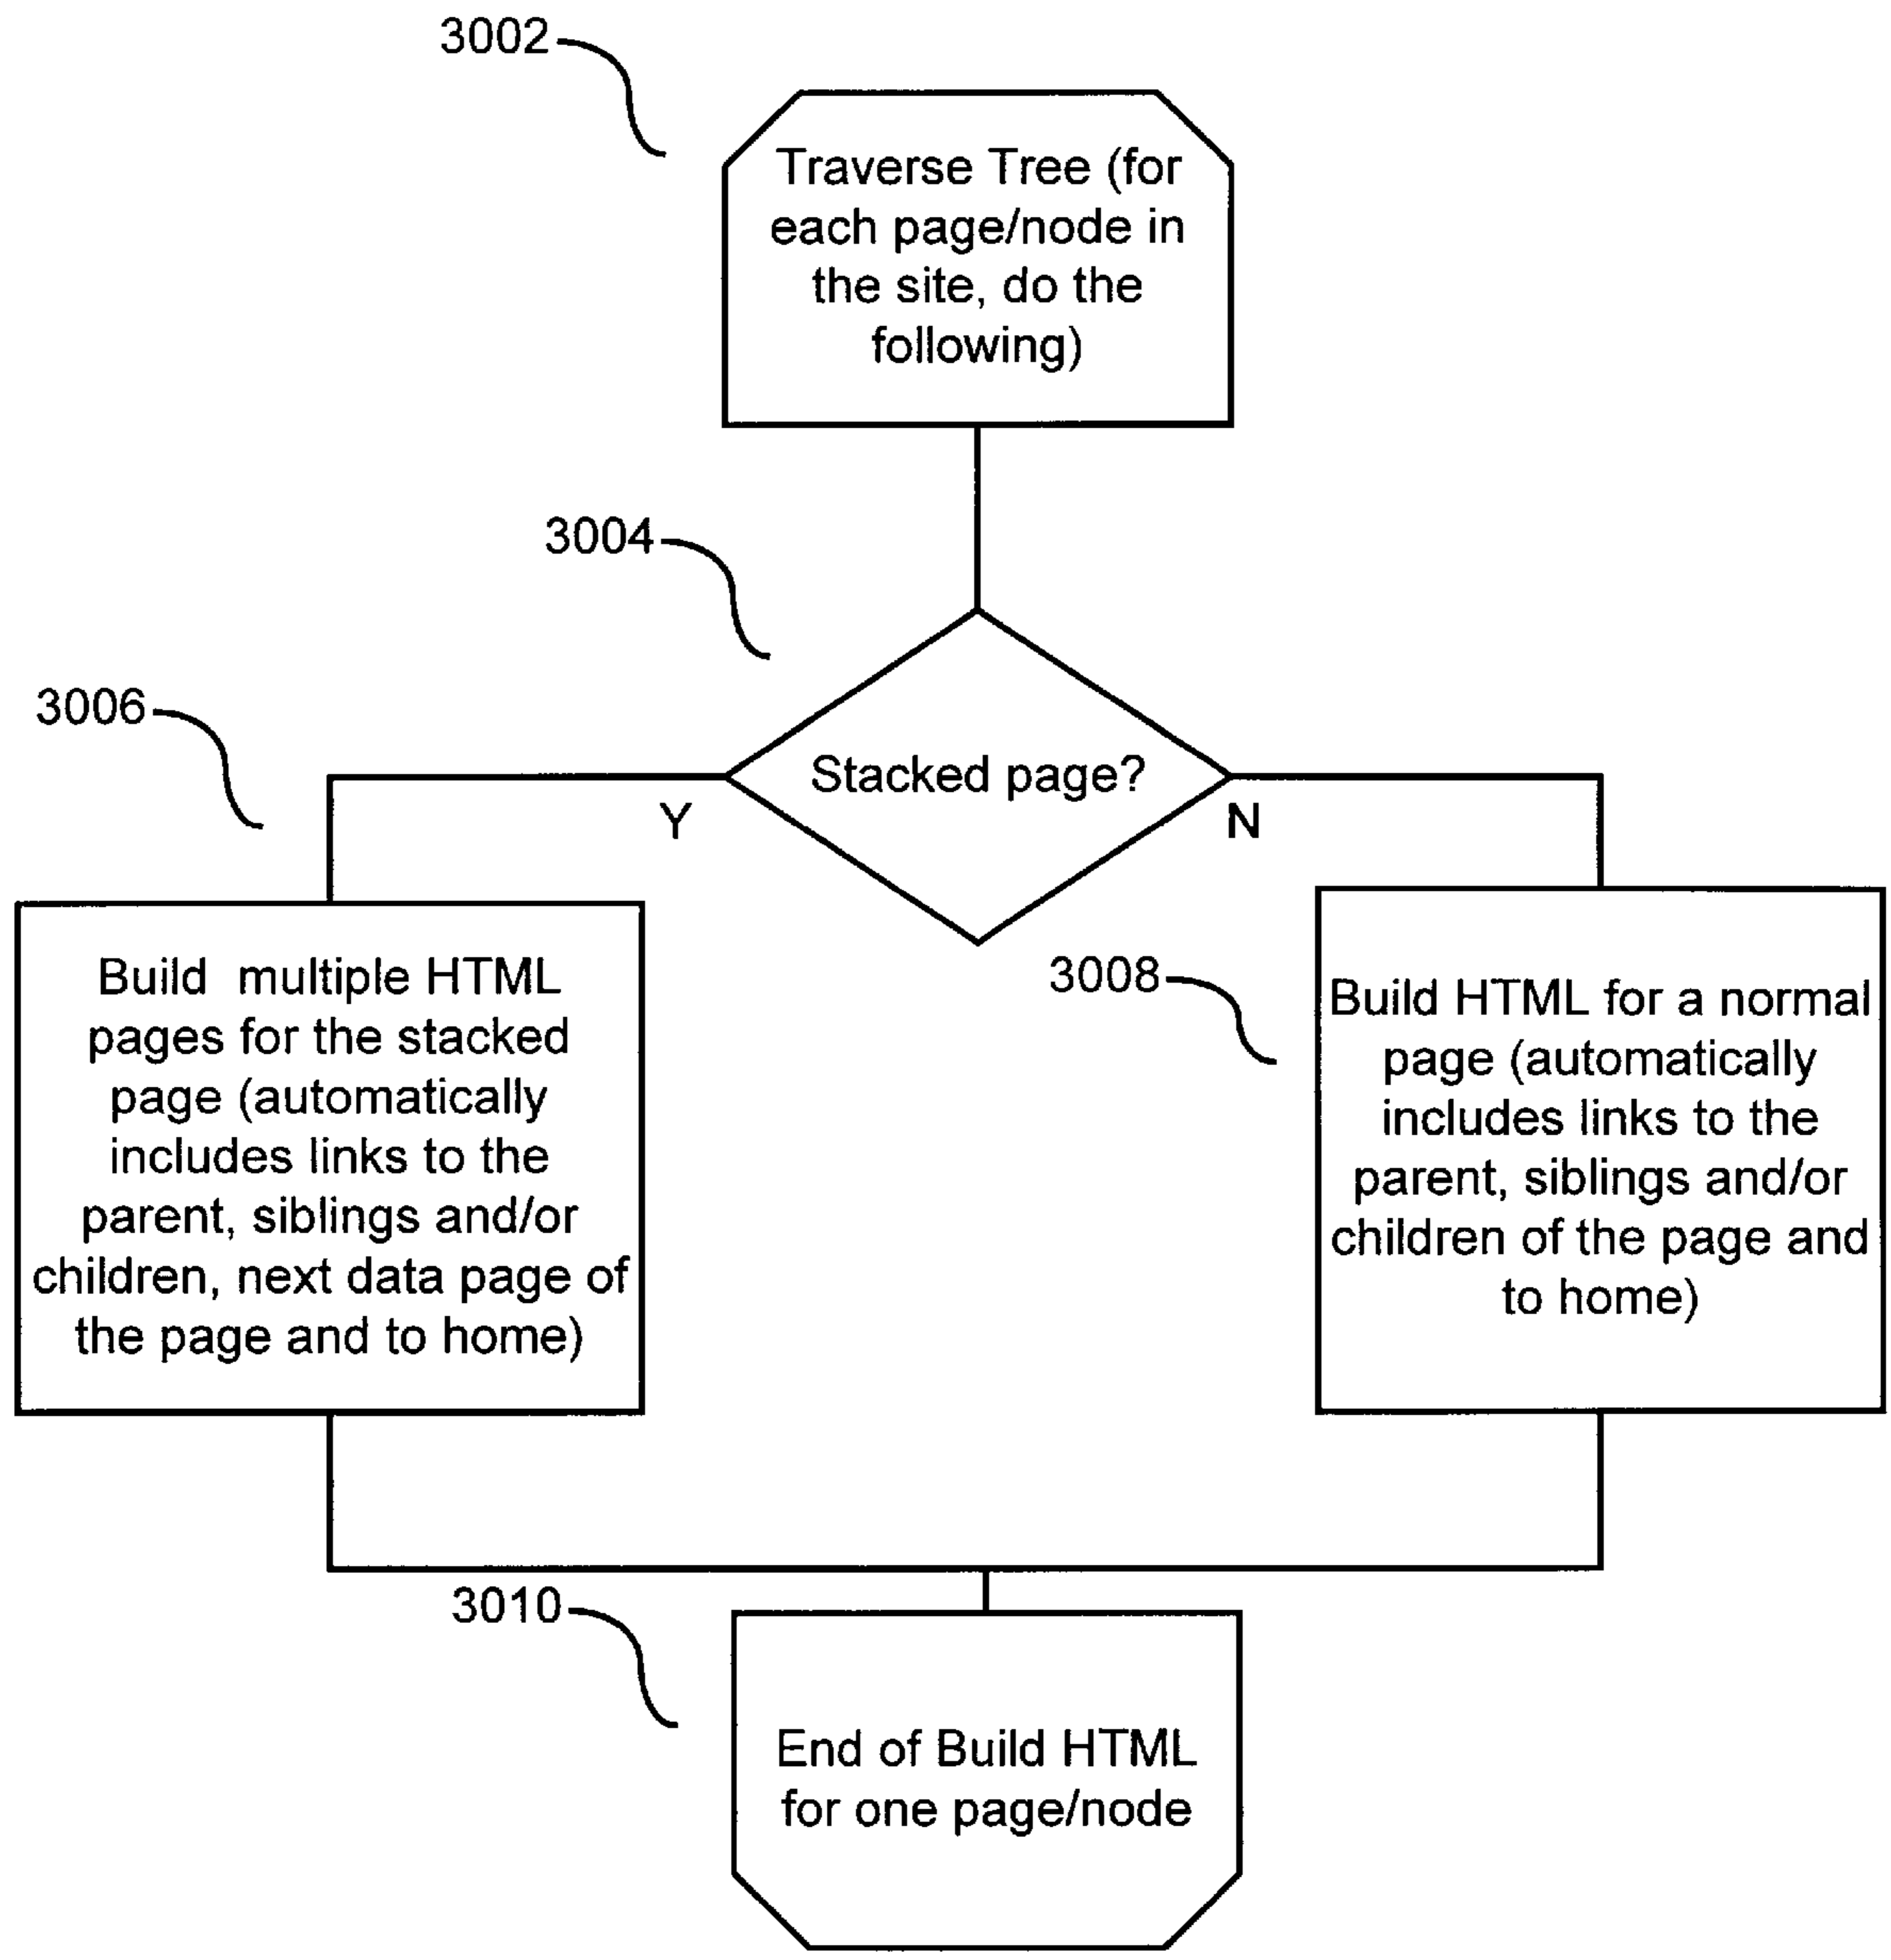 3002
Traverse Tree (for
each page/node in
the site, do the
following)
3004
Stacked page?
Y
N
3006
Build  multiple HTML
pages for the stacked
page (automatically
includes links to the
parent, siblings and/or
children, next data page of
the page and to home)
3008
Build HTML for a normal
page (automatically
includes links to the
parent, siblings and/or
children of the page and
to home)
3010
End of Build HTML
for one page/node